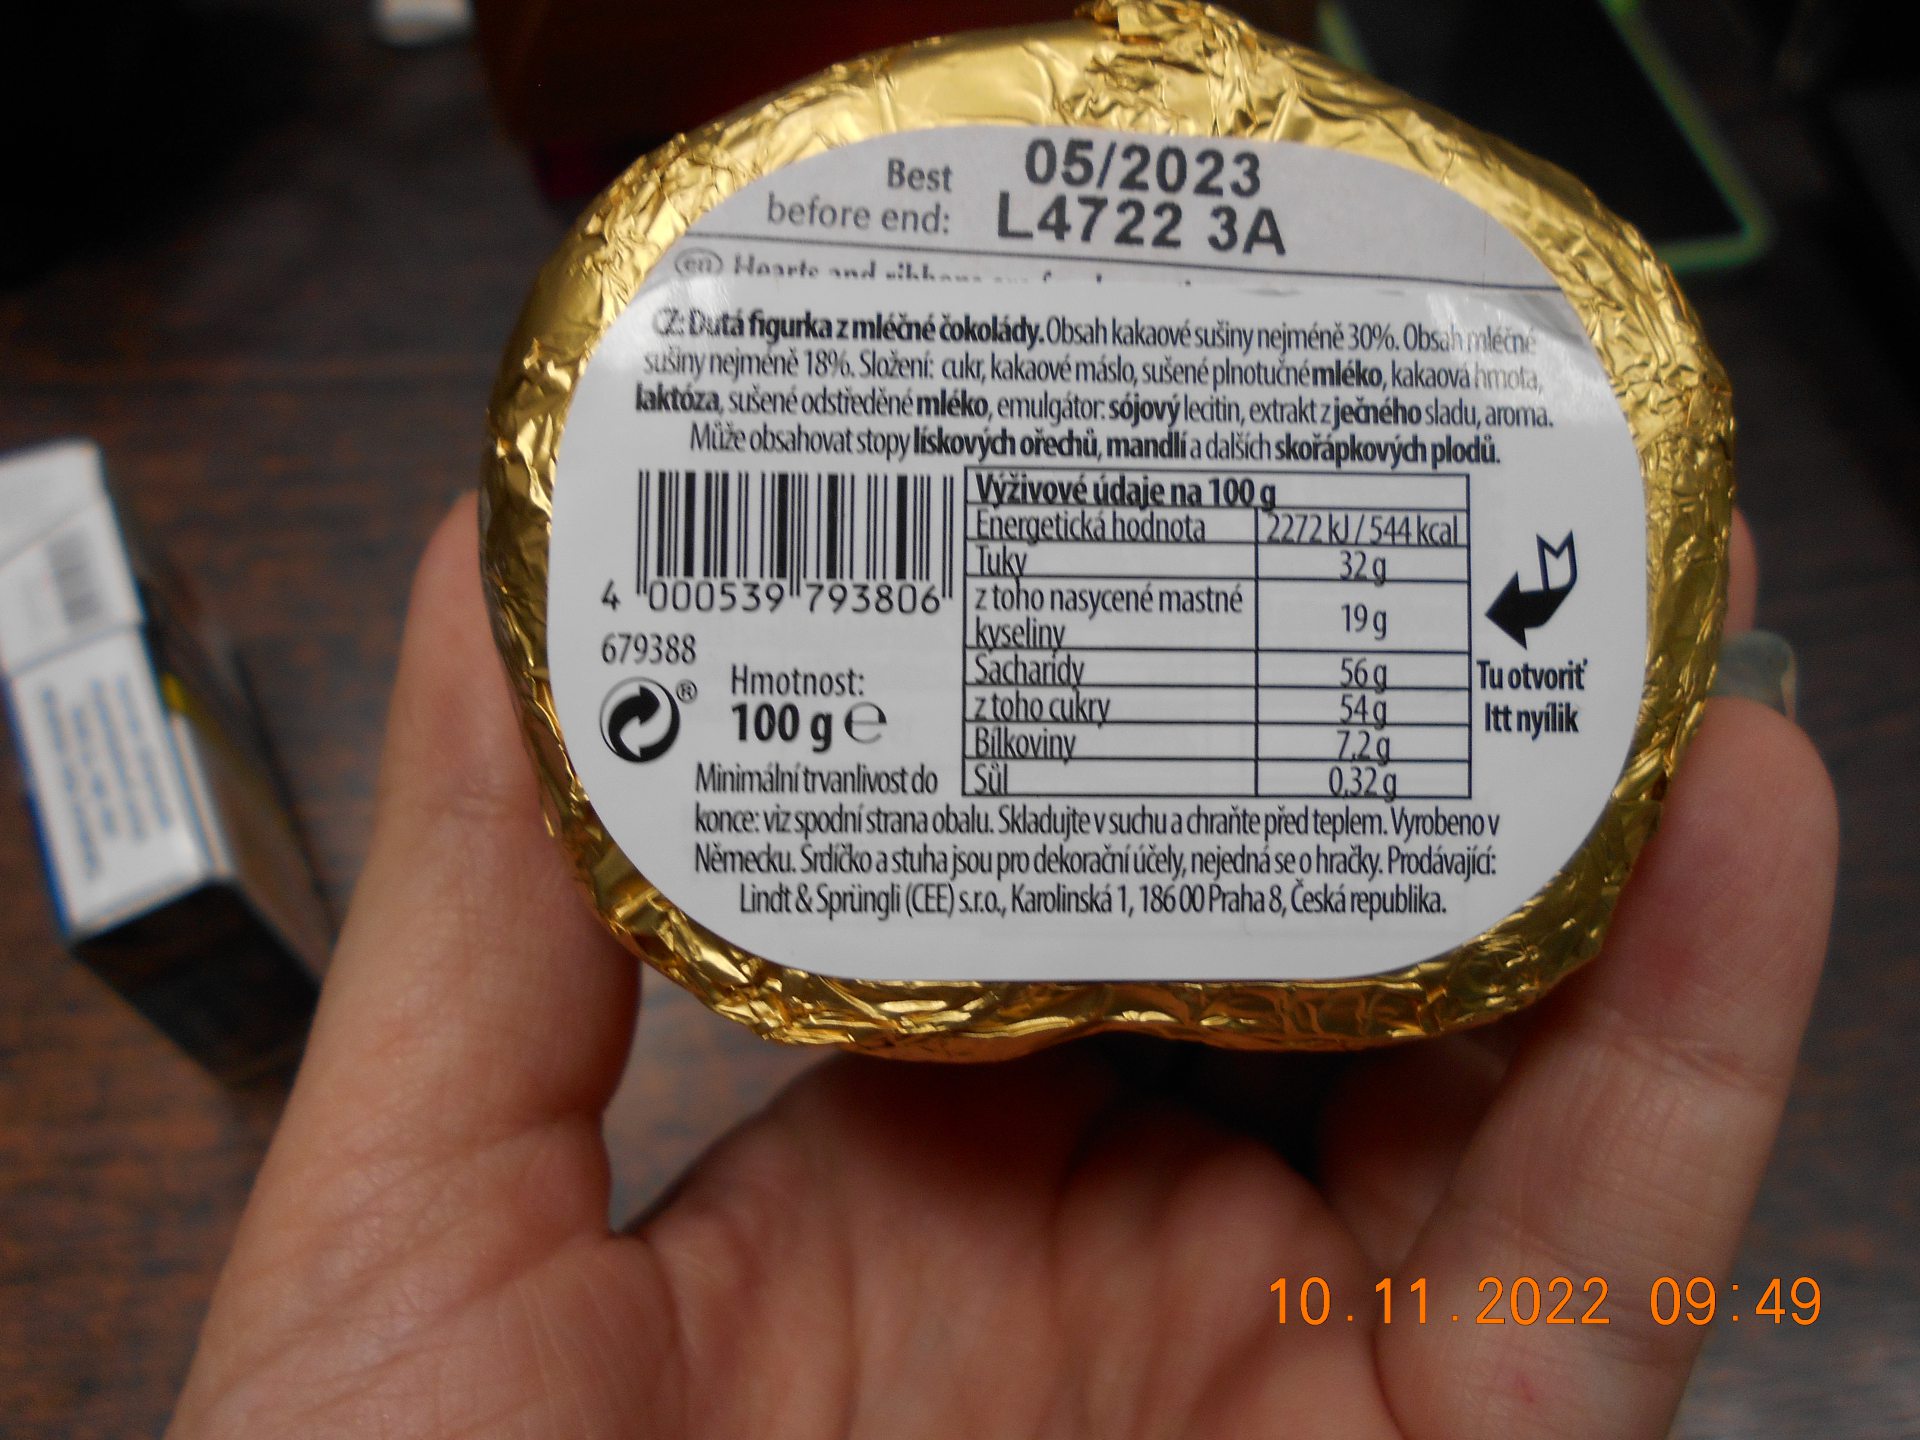 Best before end:
05/2023
L4722 3A
en Hearts and ribbons
CZ: Dutá figurka z mléčné čokolády. Obsah kakaové sušiny nejméně 30%. Obsah mléčné
sušiny nejméně 18%. Složení: cukr, kakaové máslo, sušené plnotučné mléko, kakaová hmota,
laktóza, sušené odstředěné mléko, emulgátor: sójový lecitin, extrakt z ječného sladu, aroma.
Může obsahovat stopy lískových ořechů, mandlí a dalších skořápkových plodů.
4 000539 793806
679388
®
Hmotnost:
100 g ℮
Výživové údaje na 100 g
Energetická hodnota 2272 kJ / 544 kcal
Tuky 32 g
z toho nasycené mastné kyseliny 19 g
Sacharidy 56 g
z toho cukry 54 g
Bílkoviny 7,2 g
Sůl 0,32 g
Tu otvoriť
Itt nyílik
Minimální trvanlivost do
konce: viz spodní strana obalu. Skladujte v suchu a chraňte před teplem. Vyrobeno v
Německu. Srdíčko a stuha jsou pro dekorační účely, nejedná se o hračky. Prodávající:
Lindt & Sprüngli (CEE) s.r.o., Karolinská 1, 186 00 Praha 8, Česká republika.
10.11.2022 09:49